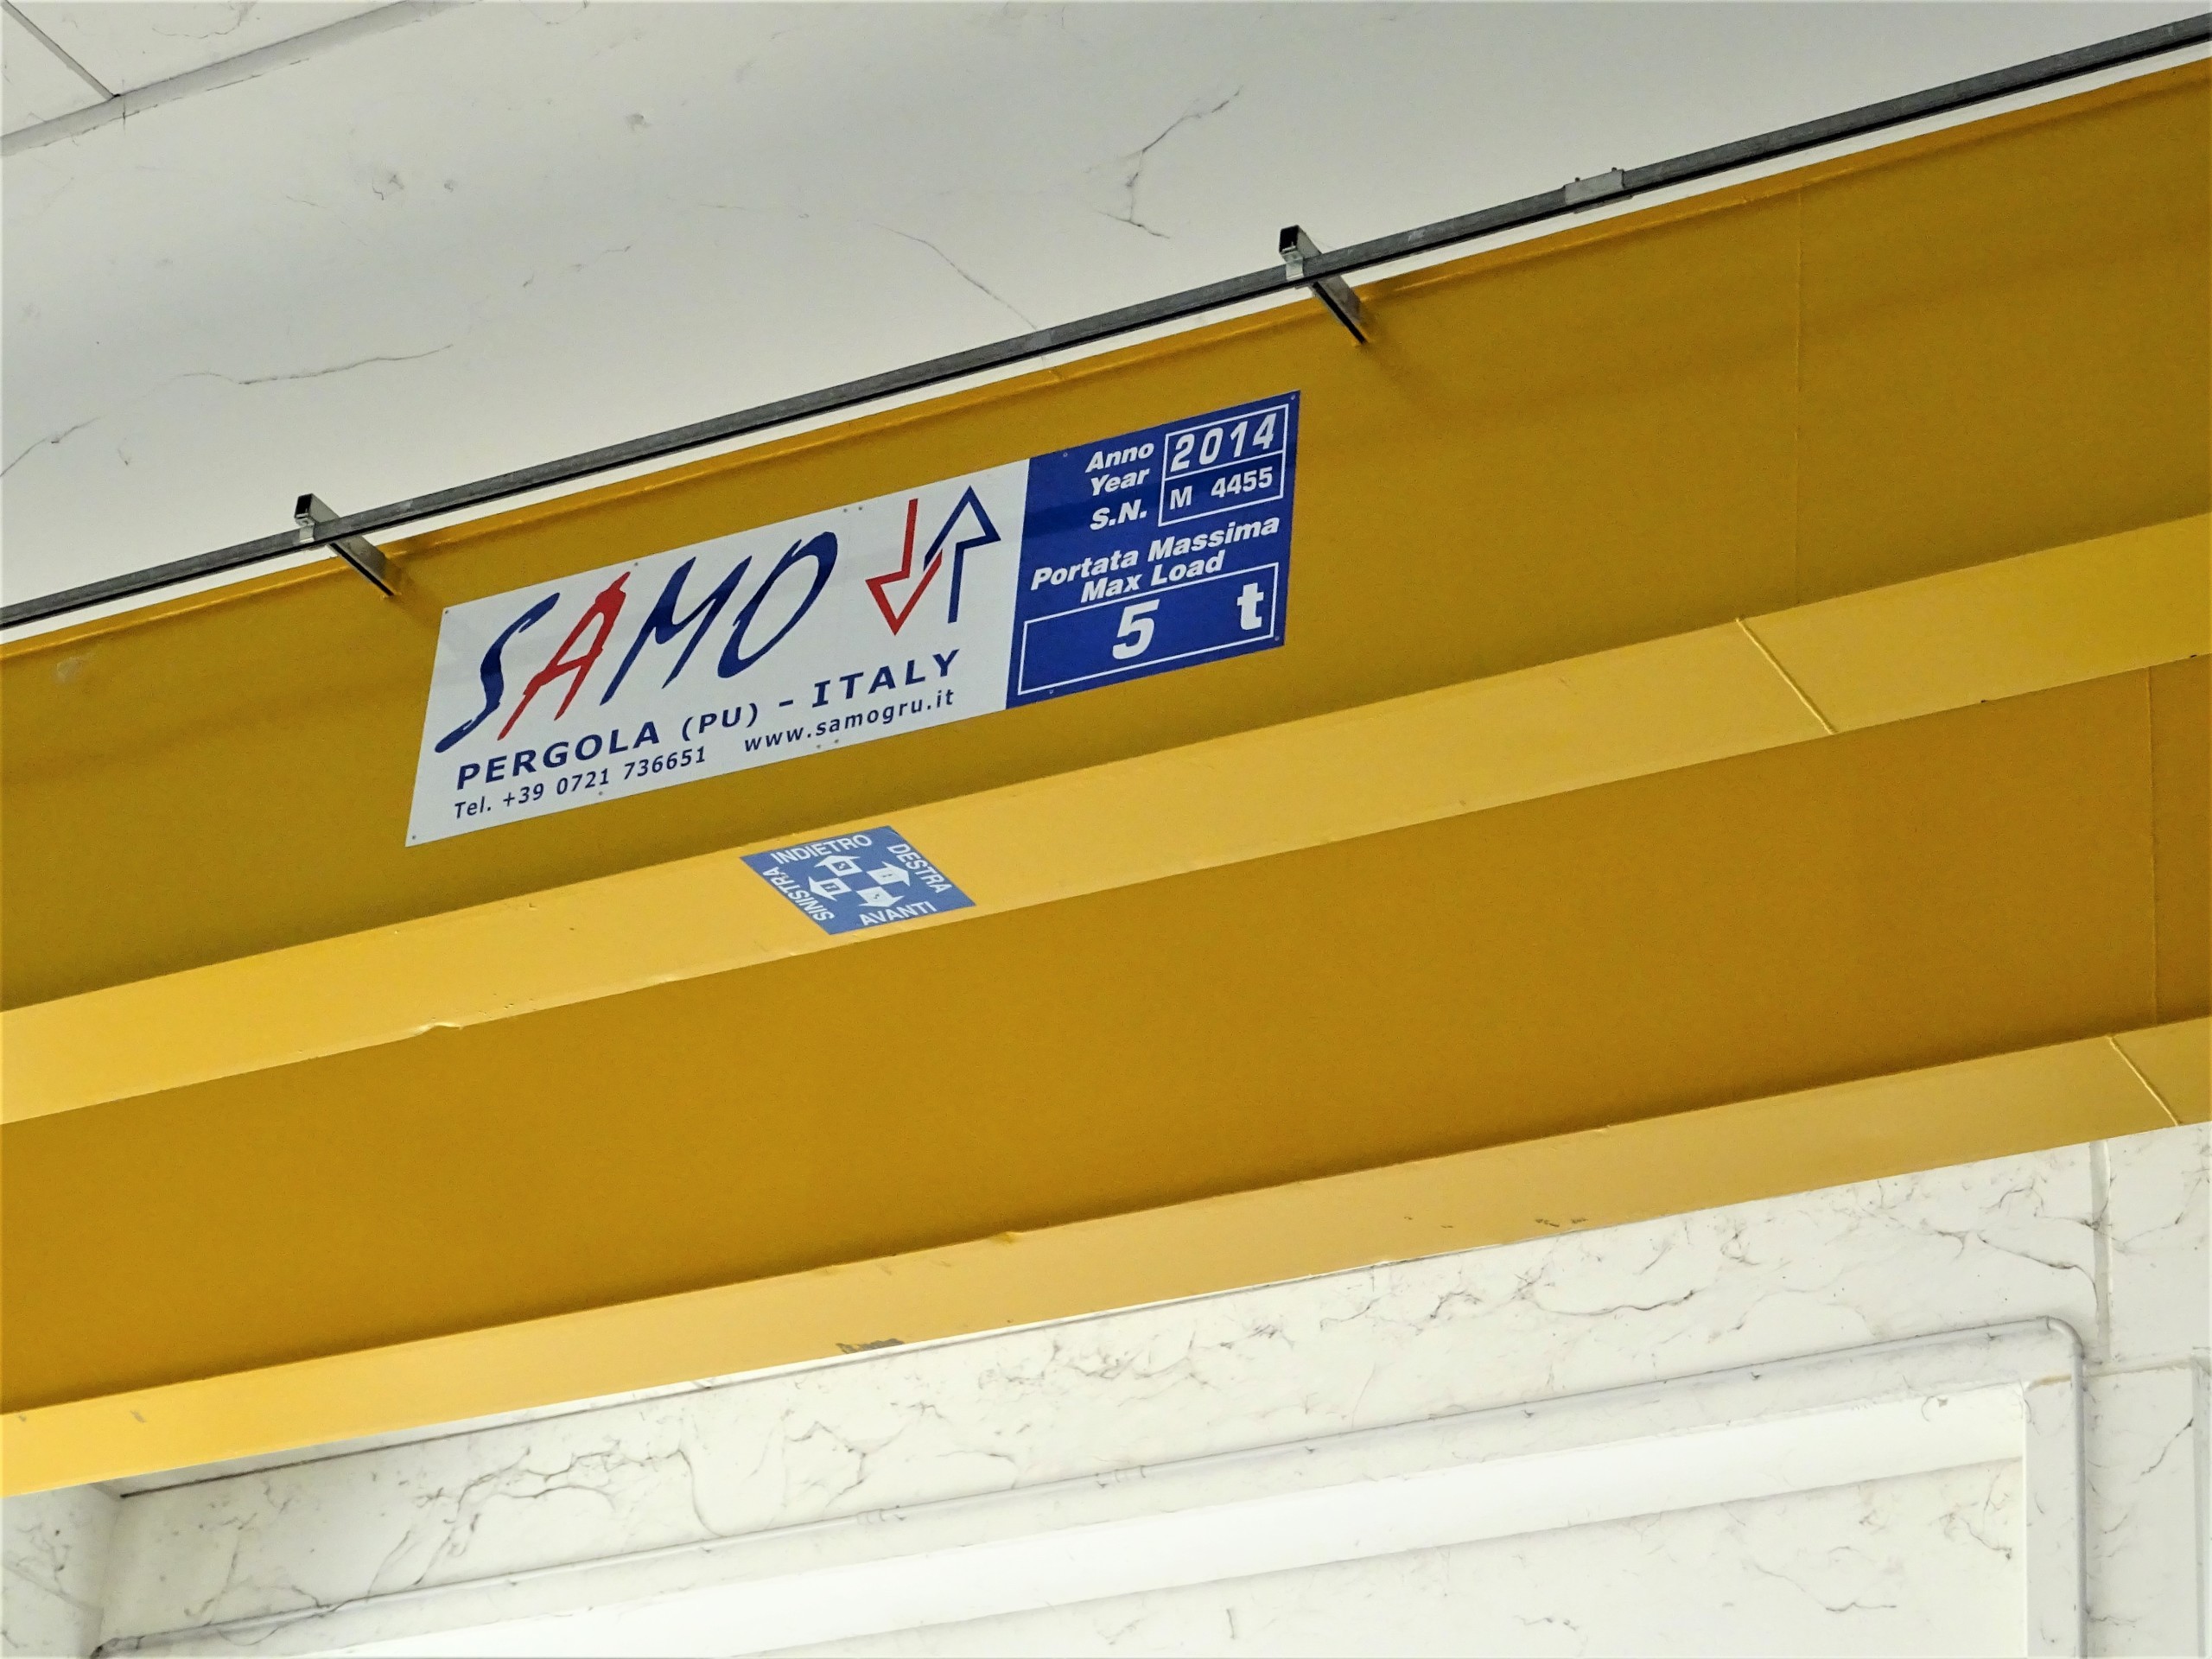 SAMO
PERGOLA (PU) - ITALY
Tel. +39 0721 736651 www.samogru.it
Anno 2014
Year
S.N. M 4455
Portata Massima
Max Load
5 t
INDIETRO
DESTRA
SINISTRA
AVANTI